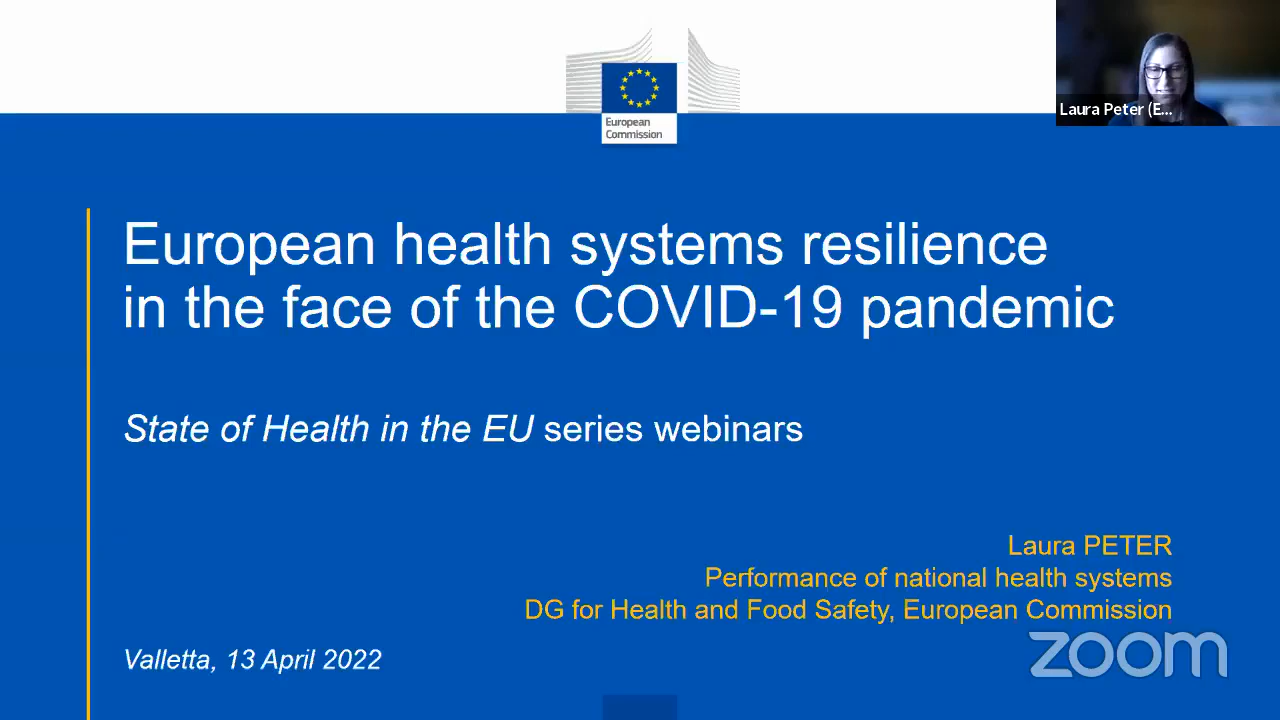 European
Commission
Laura Peter (E...
European health systems resilience
in the face of the COVID-19 pandemic
State of Health in the EU series webinars
Laura PETER
Performance of national health systems
DG for Health and Food Safety, European Commission
Valletta, 13 April 2022
zoom